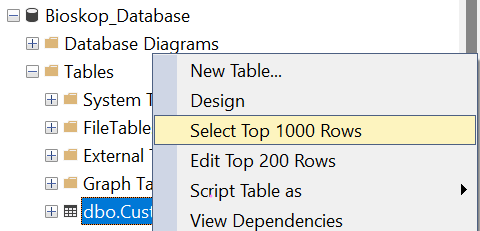 Bioskop_Database
Database Diagrams
Tables
System T
FileTable
External T
Graph Ta
dbo.Cust
New Table...
Design
Select Top 1000 Rows
Edit Top 200 Rows
Script Table as
View Dependencies